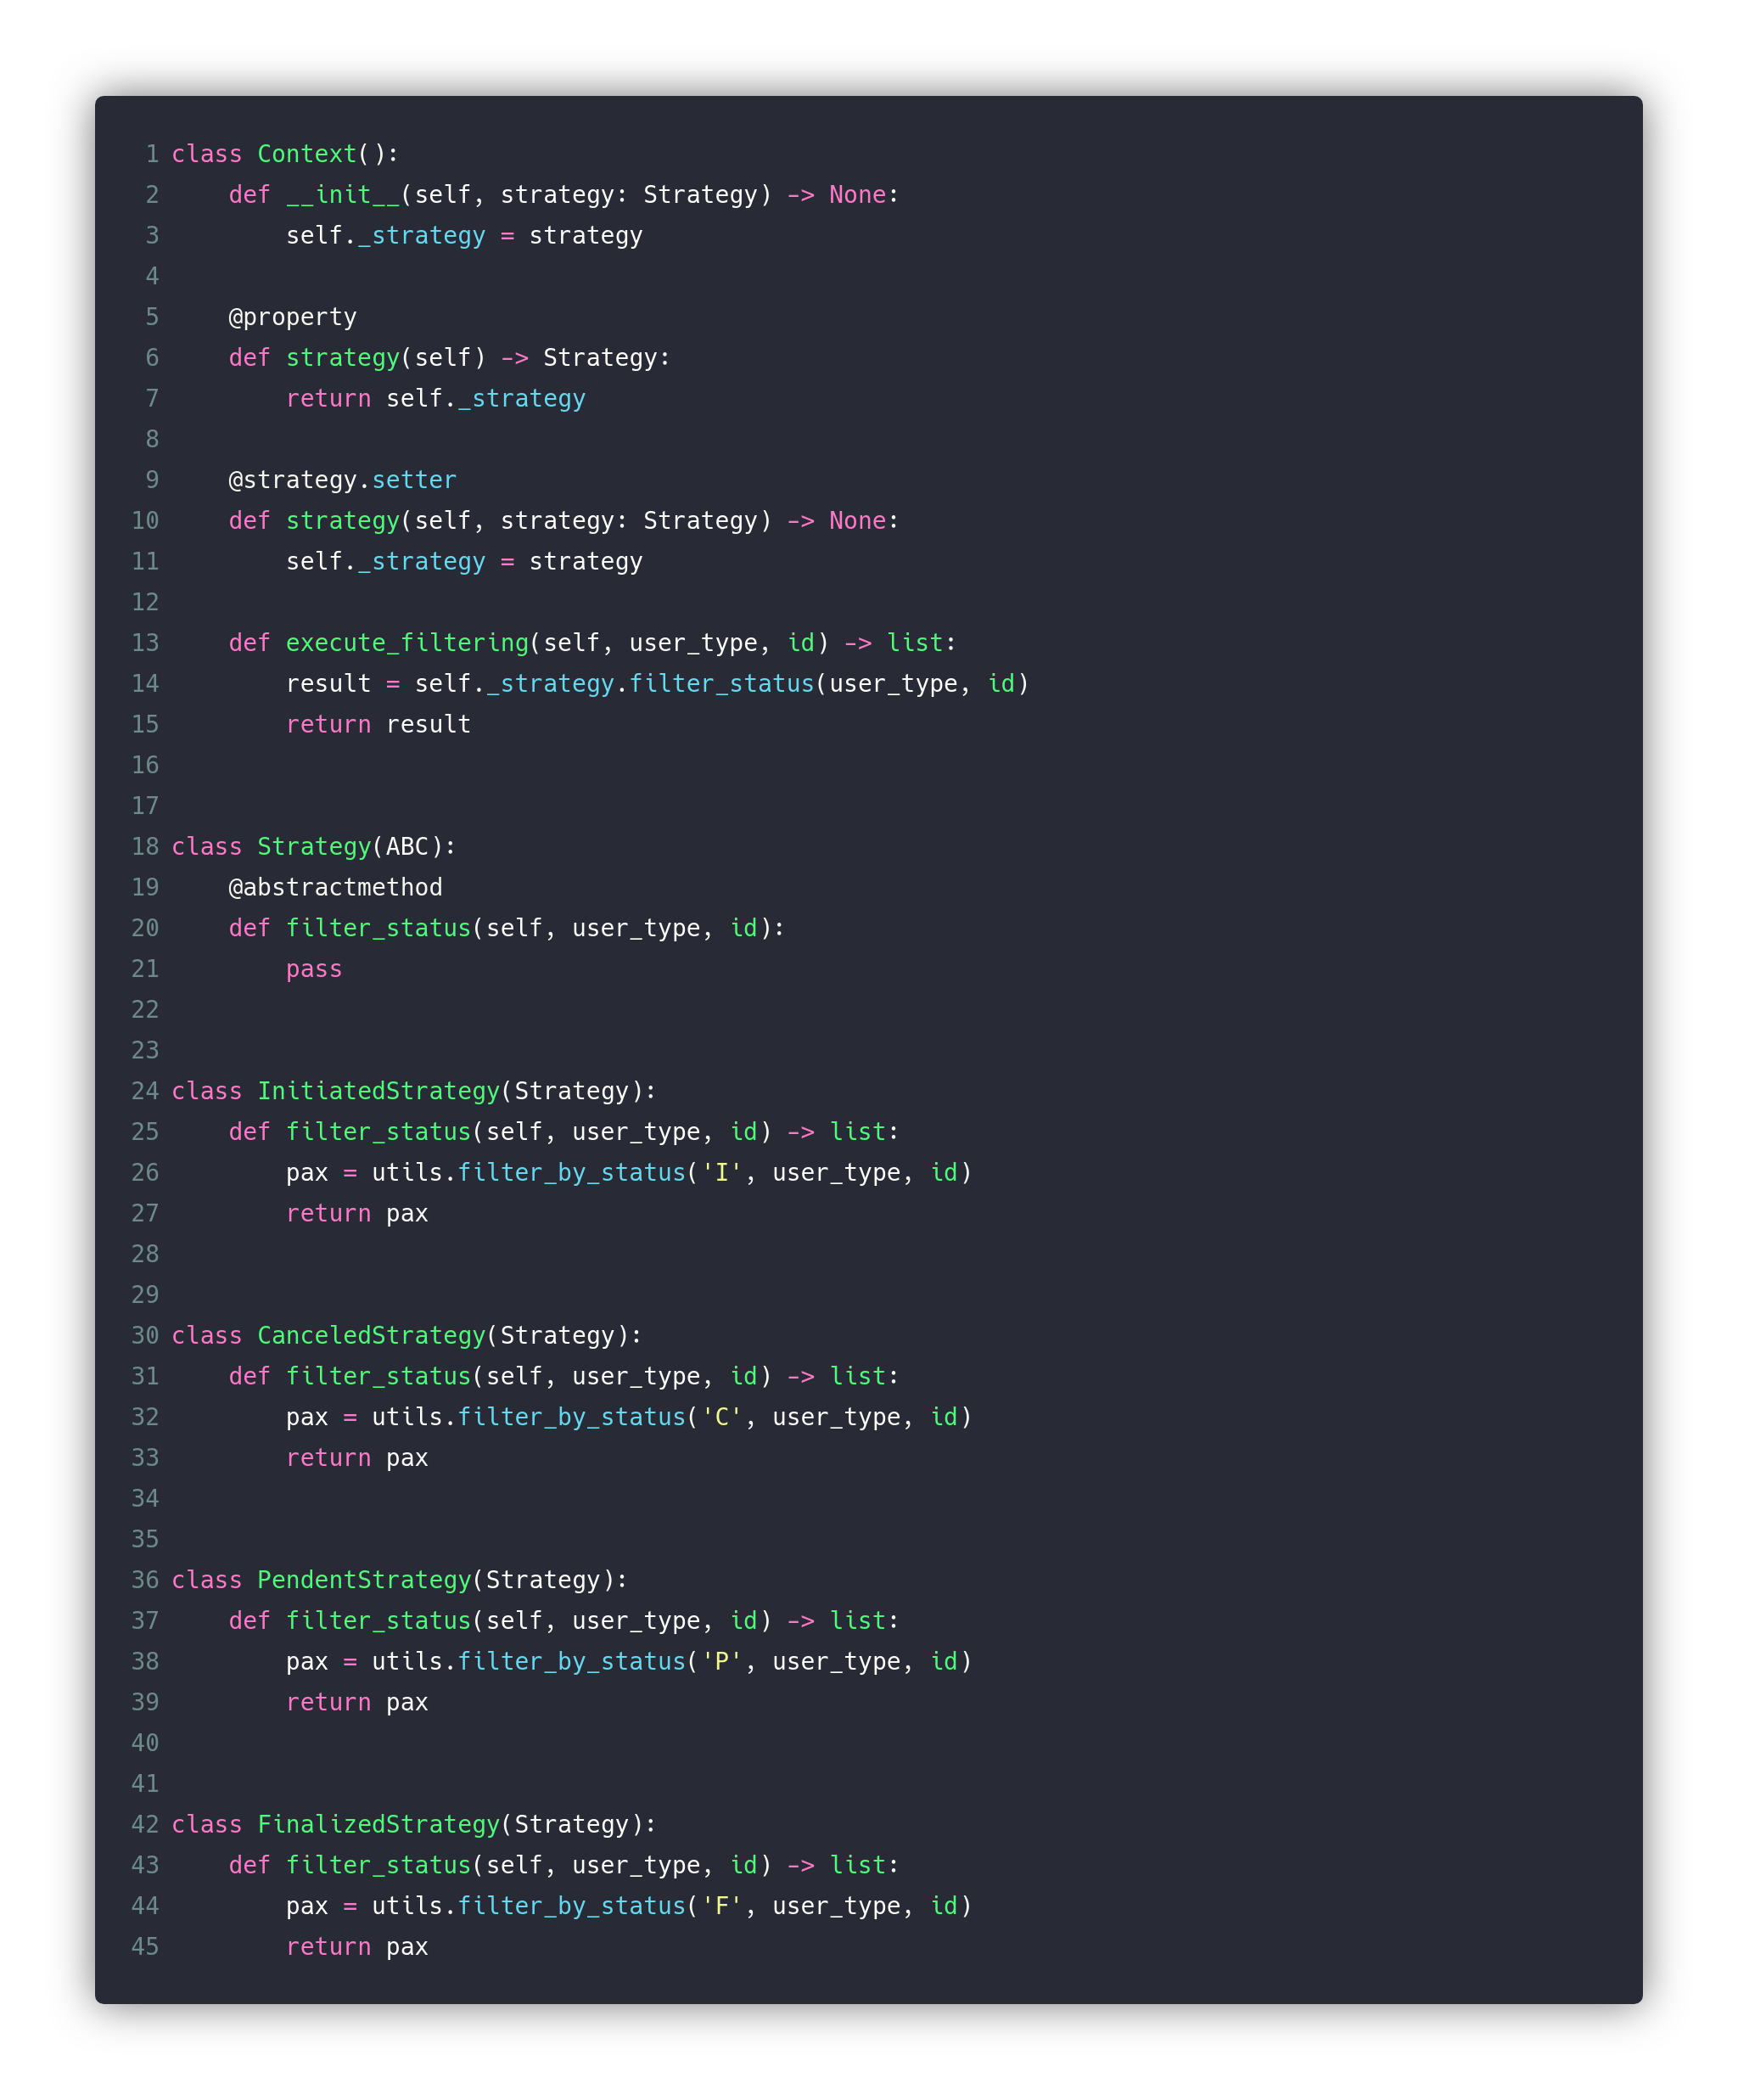 1 class Context():
2     def __init__(self, strategy: Strategy) -> None:
3         self._strategy = strategy
4
5     @property
6     def strategy(self) -> Strategy:
7         return self._strategy
8
9     @strategy.setter
10     def strategy(self, strategy: Strategy) -> None:
11         self._strategy = strategy
12
13     def execute_filtering(self, user_type, id) -> list:
14         result = self._strategy.filter_status(user_type, id)
15         return result
16
17
18 class Strategy(ABC):
19     @abstractmethod
20     def filter_status(self, user_type, id):
21         pass
22
23
24 class InitiatedStrategy(Strategy):
25     def filter_status(self, user_type, id) -> list:
26         pax = utils.filter_by_status('I', user_type, id)
27         return pax
28
29
30 class CanceledStrategy(Strategy):
31     def filter_status(self, user_type, id) -> list:
32         pax = utils.filter_by_status('C', user_type, id)
33         return pax
34
35
36 class PendentStrategy(Strategy):
37     def filter_status(self, user_type, id) -> list:
38         pax = utils.filter_by_status('P', user_type, id)
39         return pax
40
41
42 class FinalizedStrategy(Strategy):
43     def filter_status(self, user_type, id) -> list:
44         pax = utils.filter_by_status('F', user_type, id)
45         return pax